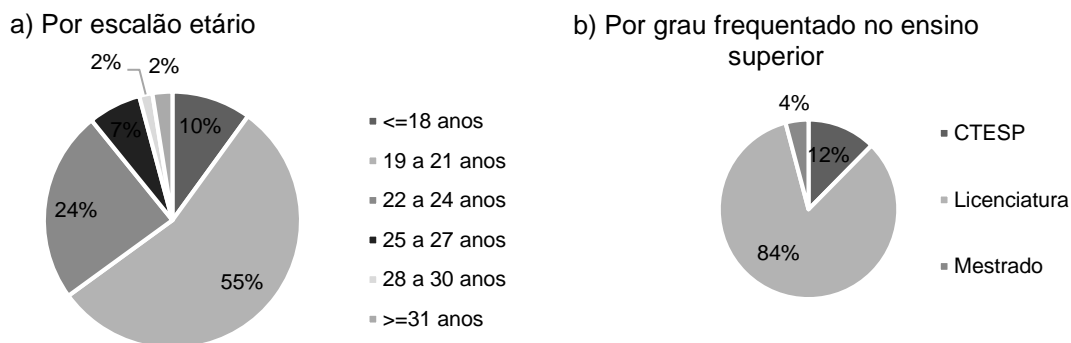 a) Por escalão etário
2%
2%
10%
7%
24%
55%
<=18 anos
19 a 21 anos
22 a 24 anos
25 a 27 anos
28 a 30 anos
>=31 anos
b) Por grau frequentado no ensino
superior
4%
12%
84%
CTESP
Licenciatura
Mestrado